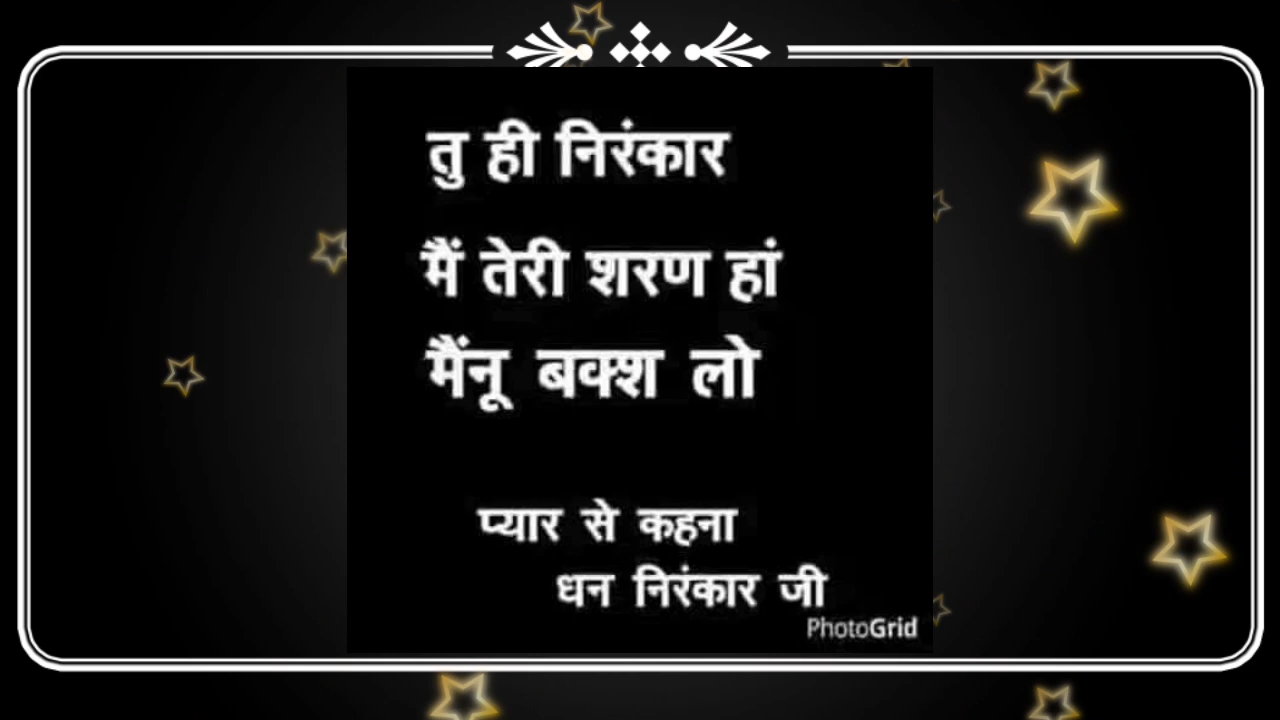 तु ही निरंकार
मैं तेरी शरण हां
मैंनू बक्श लो
प्यार से कहना
धन निरंकार जी
PhotoGrid